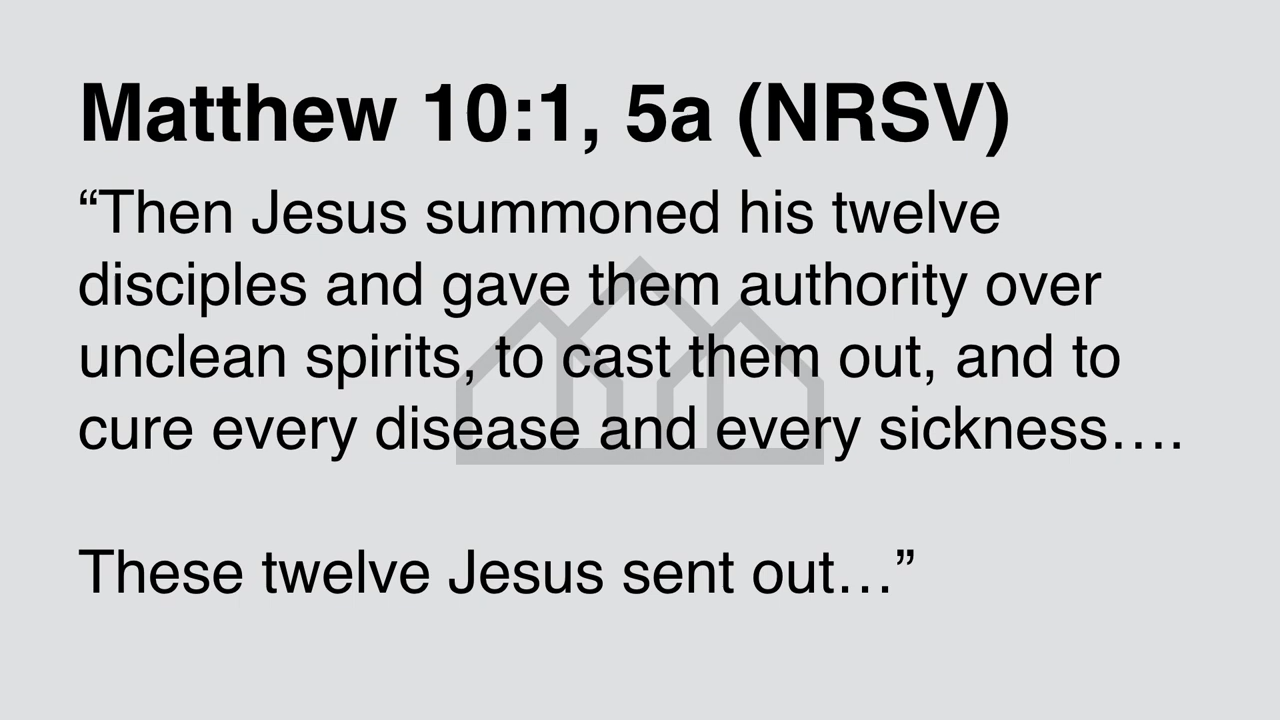 Matthew 10:1, 5a (NRSV)
“Then Jesus summoned his twelve
disciples and gave them authority over
unclean spirits, to cast them out, and to
cure every disease and every sickness….
These twelve Jesus sent out…”